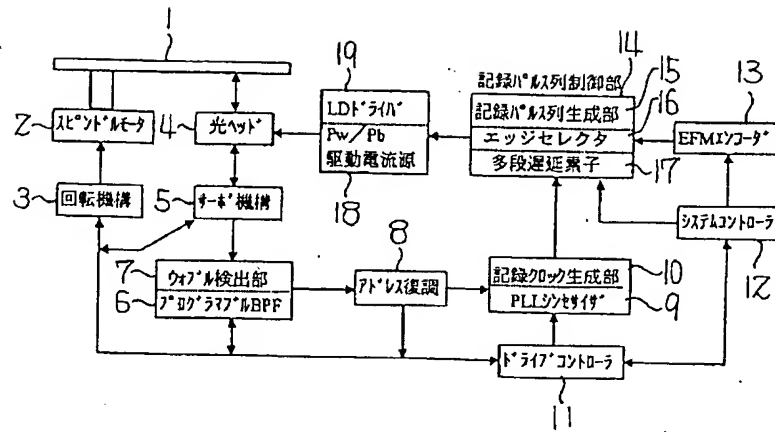 1
19
記録パルス列制御部
14
15
13
2
スピンドルモータ
4
光ヘッド
LDドライバ
記録パルス列生成部
16
EFMエンコーダ
Pw/Pb
エッジセレクタ
駆動電流源
多段遅延素子
17
3
回転機構
5
サーボ機構
18
システムコントローラ
12
8
7
ウォブル検出部
アドレス復調
記録クロック生成部
10
6
プログラマブルBPF
PLLシンセサイザ
9
ドライブコントローラ
11